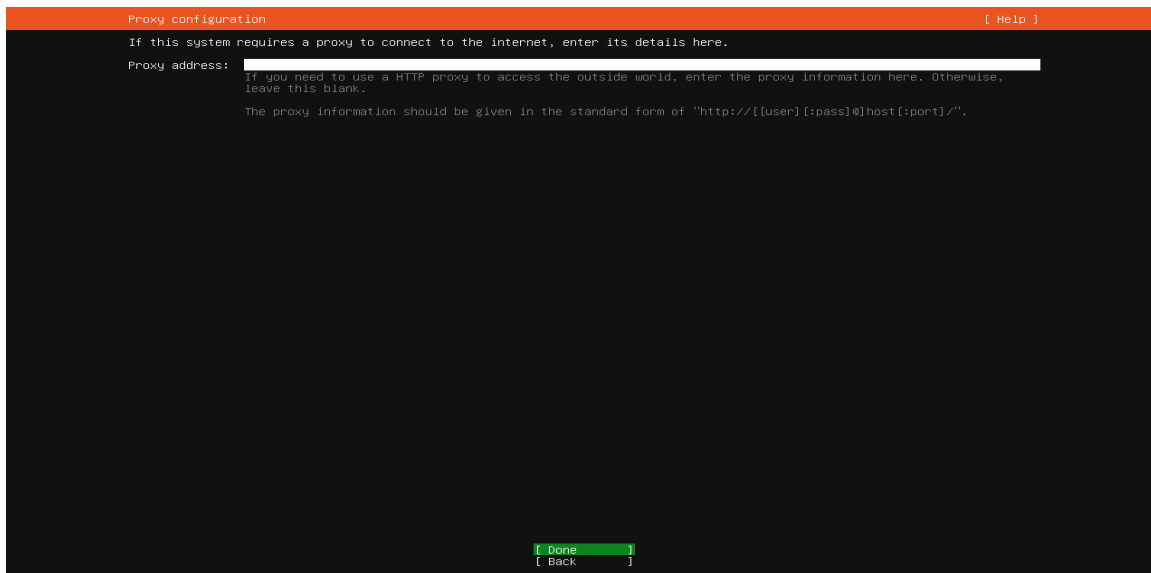 Proxy configuration [ Help ]
If this system requires a proxy to connect to the internet, enter its details here.
Proxy address:
If you need to use a HTTP proxy to access the outside world, enter the proxy information here. Otherwise,
leave this blank.
The proxy information should be given in the standard form of "http://[[user][:pass]@]host[:port]/".
[ Done ]
[ Back ]